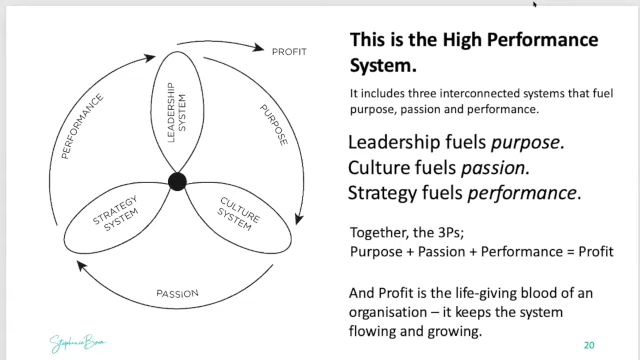 PROFIT
PERFORMANCE
LEADERSHIP
SYSTEM
PURPOSE
STRATEGY
SYSTEM
CULTURE
SYSTEM
PASSION
This is the High Performance
System.
It includes three interconnected systems that fuel
purpose, passion and performance.
Leadership fuels purpose.
Culture fuels passion.
Strategy fuels performance.
Together, the 3Ps;
Purpose + Passion + Performance = Profit
And Profit is the life-giving blood of an
organisation – it keeps the system
flowing and growing.
20